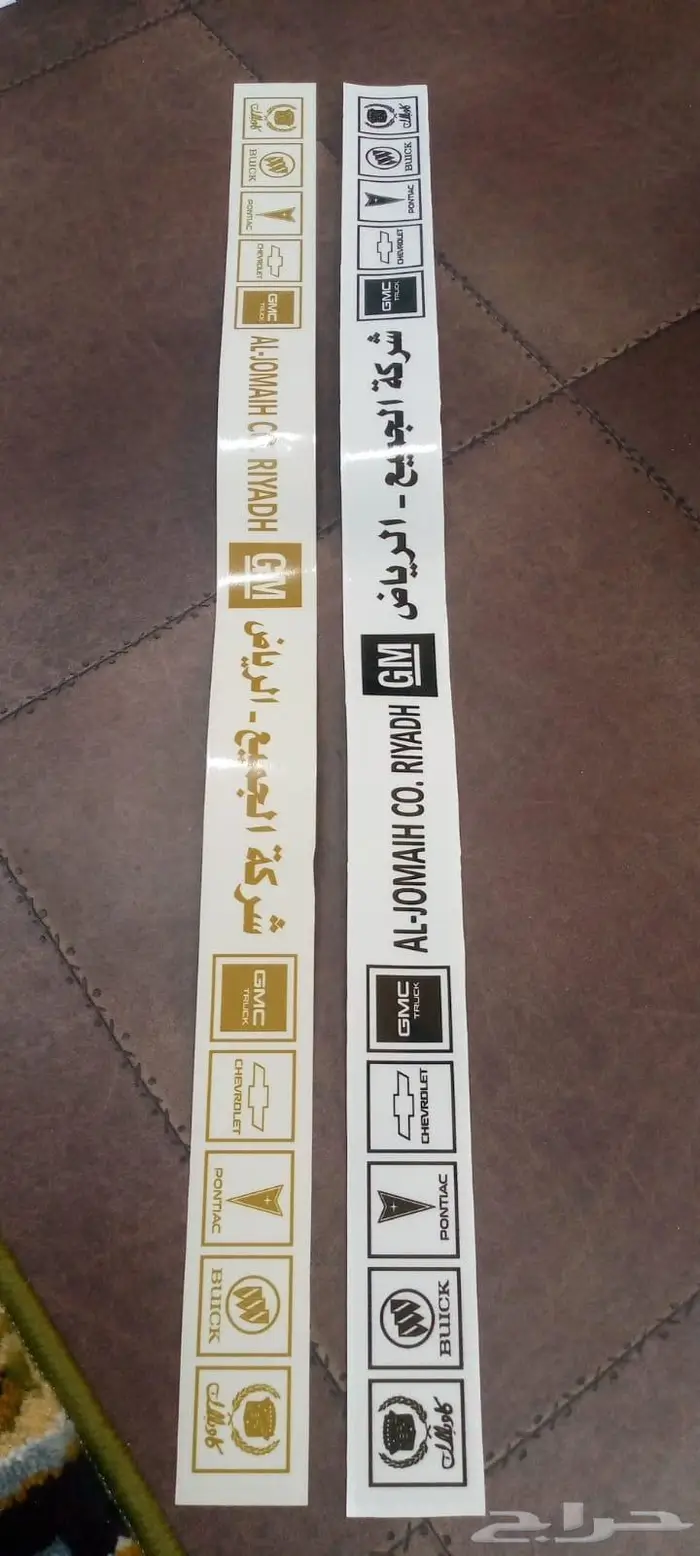 كاديلاك
BUICK
PONTIAC
CHEVROLET
GMC
TRUCK
AL-JOMAIH CO. RIYADH
GM
شركة الجميح - الرياض
GMC
TRUCK
CHEVROLET
PONTIAC
BUICK
كاديلاك
كاديلاك
BUICK
PONTIAC
CHEVROLET
GMC
TRUCK
شركة الجميح - الرياض
GM
AL-JOMAIH CO. RIYADH
GMC
TRUCK
CHEVROLET
PONTIAC
BUICK
كاديلاك
حراج